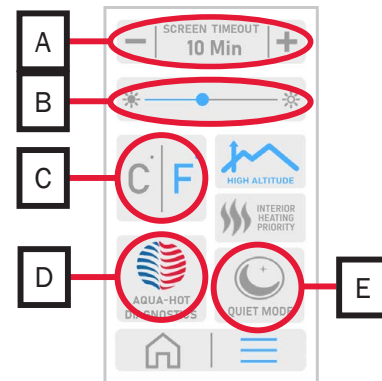 A
SCREEN TIMEOUT
− 10 Min +
B
C
C° F°
HIGH ALTITUDE
INTERIOR
HEATING
PRIORITY
D
AQUA-HOT
DIAGNOSTICS
QUIET MODE
E